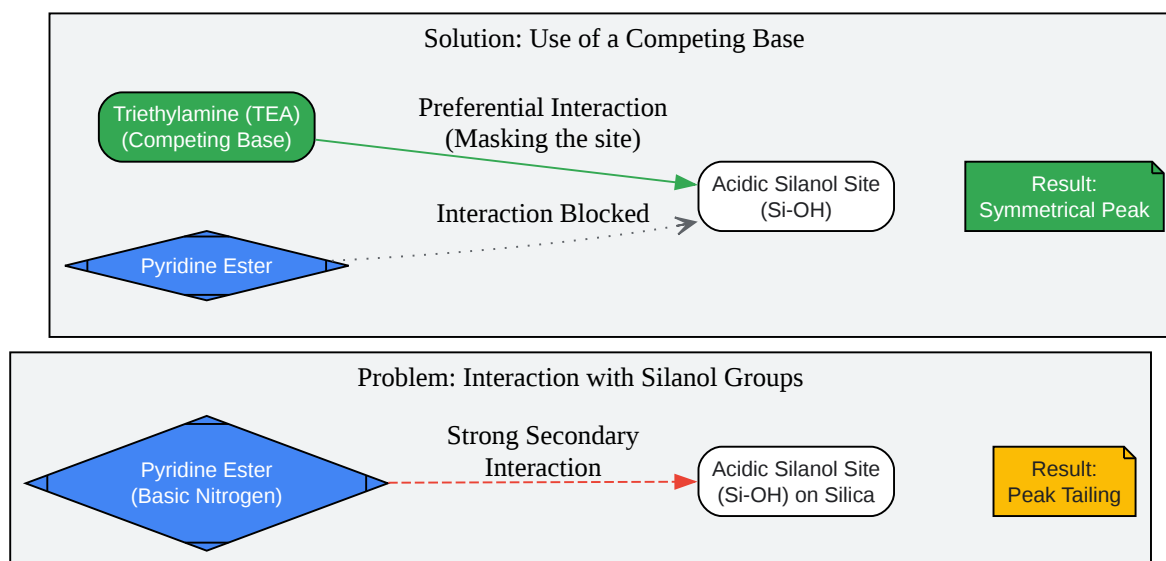 Solution: Use of a Competing Base
Triethylamine (TEA)
(Competing Base)
Preferential Interaction
(Masking the site)
Interaction Blocked
Pyridine Ester
Acidic Silanol Site
(Si-OH)
Result:
Symmetrical Peak
Problem: Interaction with Silanol Groups
Pyridine Ester
(Basic Nitrogen)
Strong Secondary
Interaction
Acidic Silanol Site
(Si-OH) on Silica
Result:
Peak Tailing